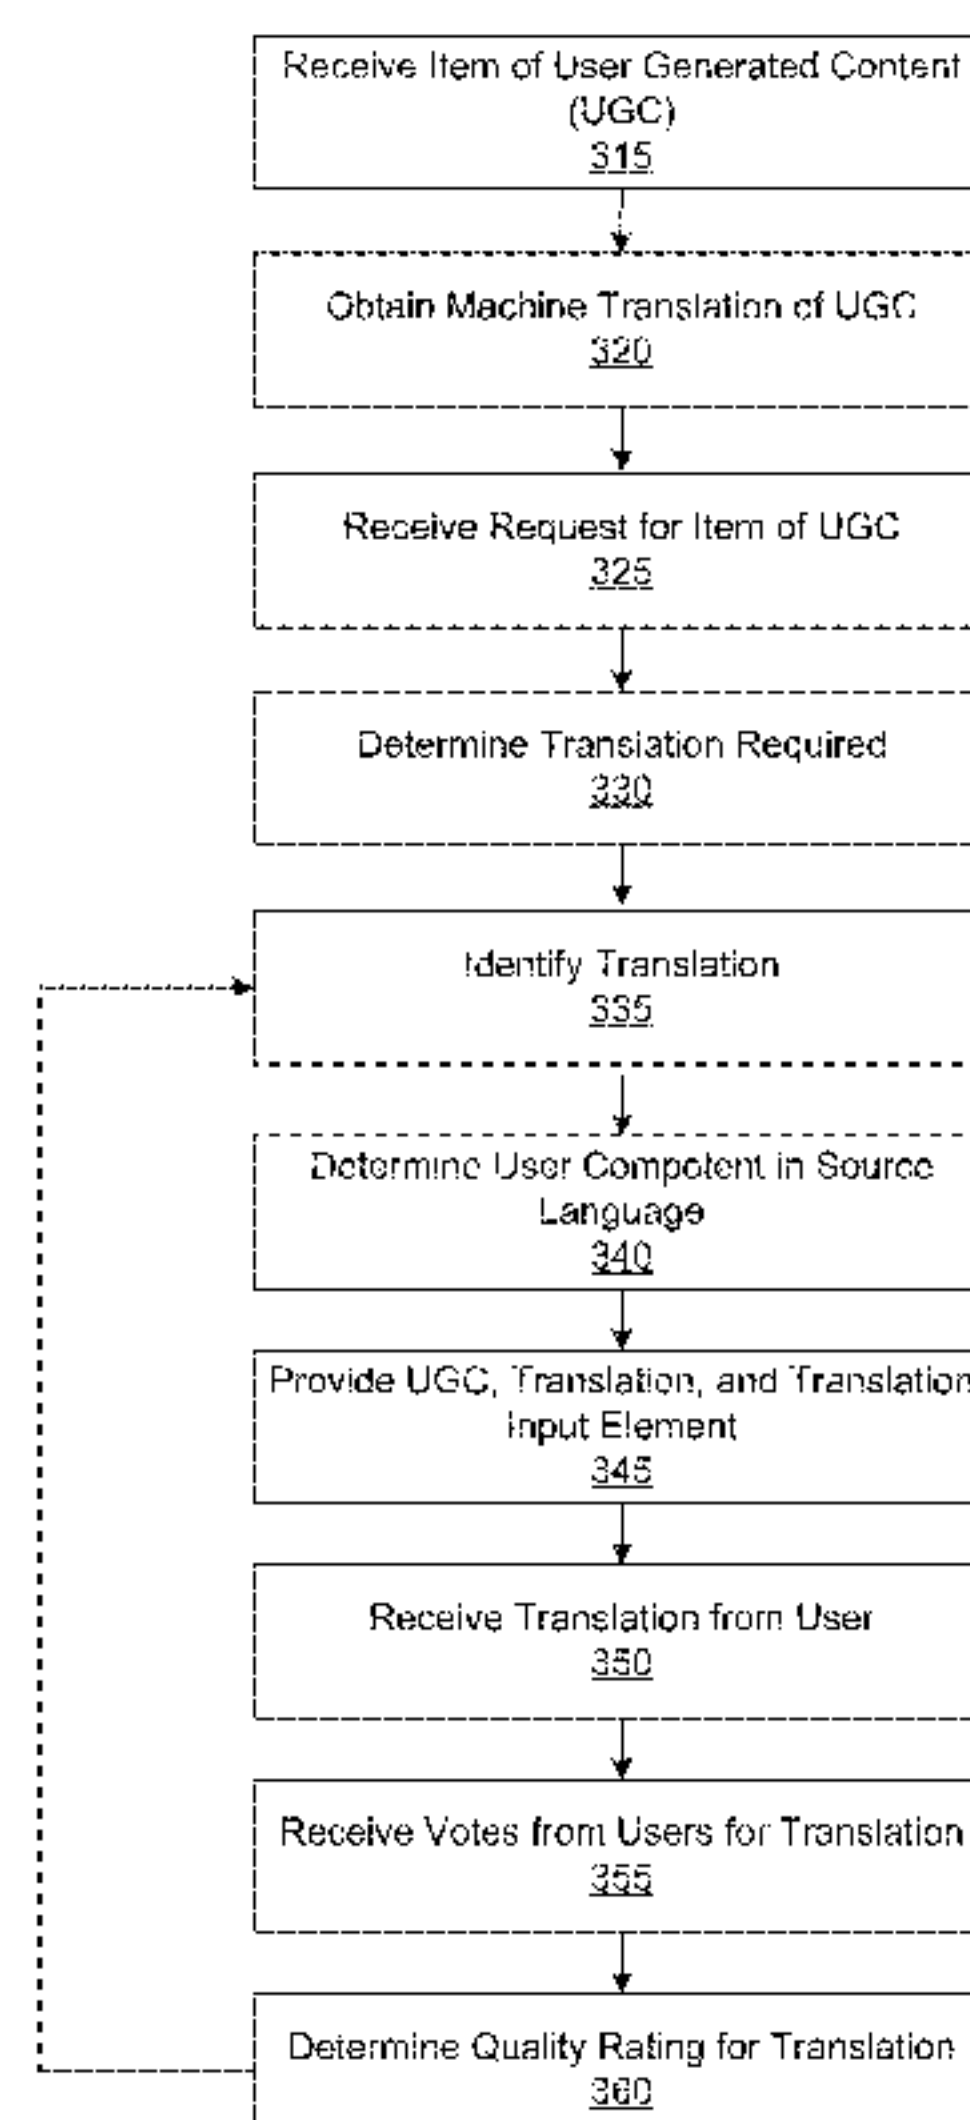 Receive Item of User Generated Content
(UGC)
315
Obtain Machine Translation of UGC
320
Receive Request for Item of UGC
325
Determine Translation Required
330
Identify Translation
335
Determine User Competent in Source
Language
340
Provide UGC, Translation, and Translation
Input Element
345
Receive Translation from User
350
Receive Votes from Users for Translation
355
Determine Quality Rating for Translation
360